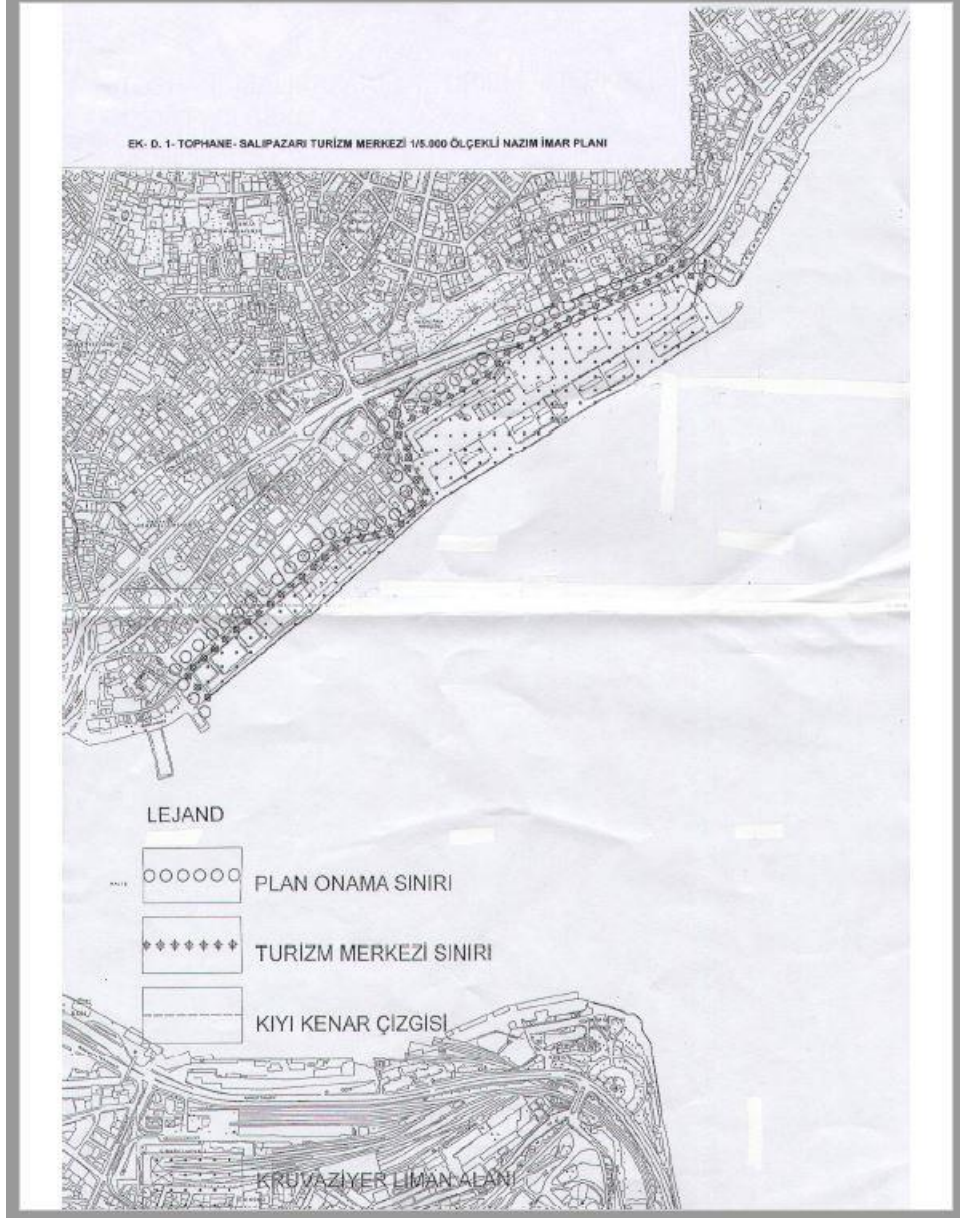 EK- D. 1- TOPHANE- SALIPAZARI TURİZM MERKEZİ 1/5.000 ÖLÇEKLİ NAZIM İMAR PLANI
LEJAND
PLAN ONAMA SINIRI
TURİZM MERKEZİ SINIRI
KIYI KENAR ÇİZGİSİ
KRUVAZİYER LİMAN ALANI